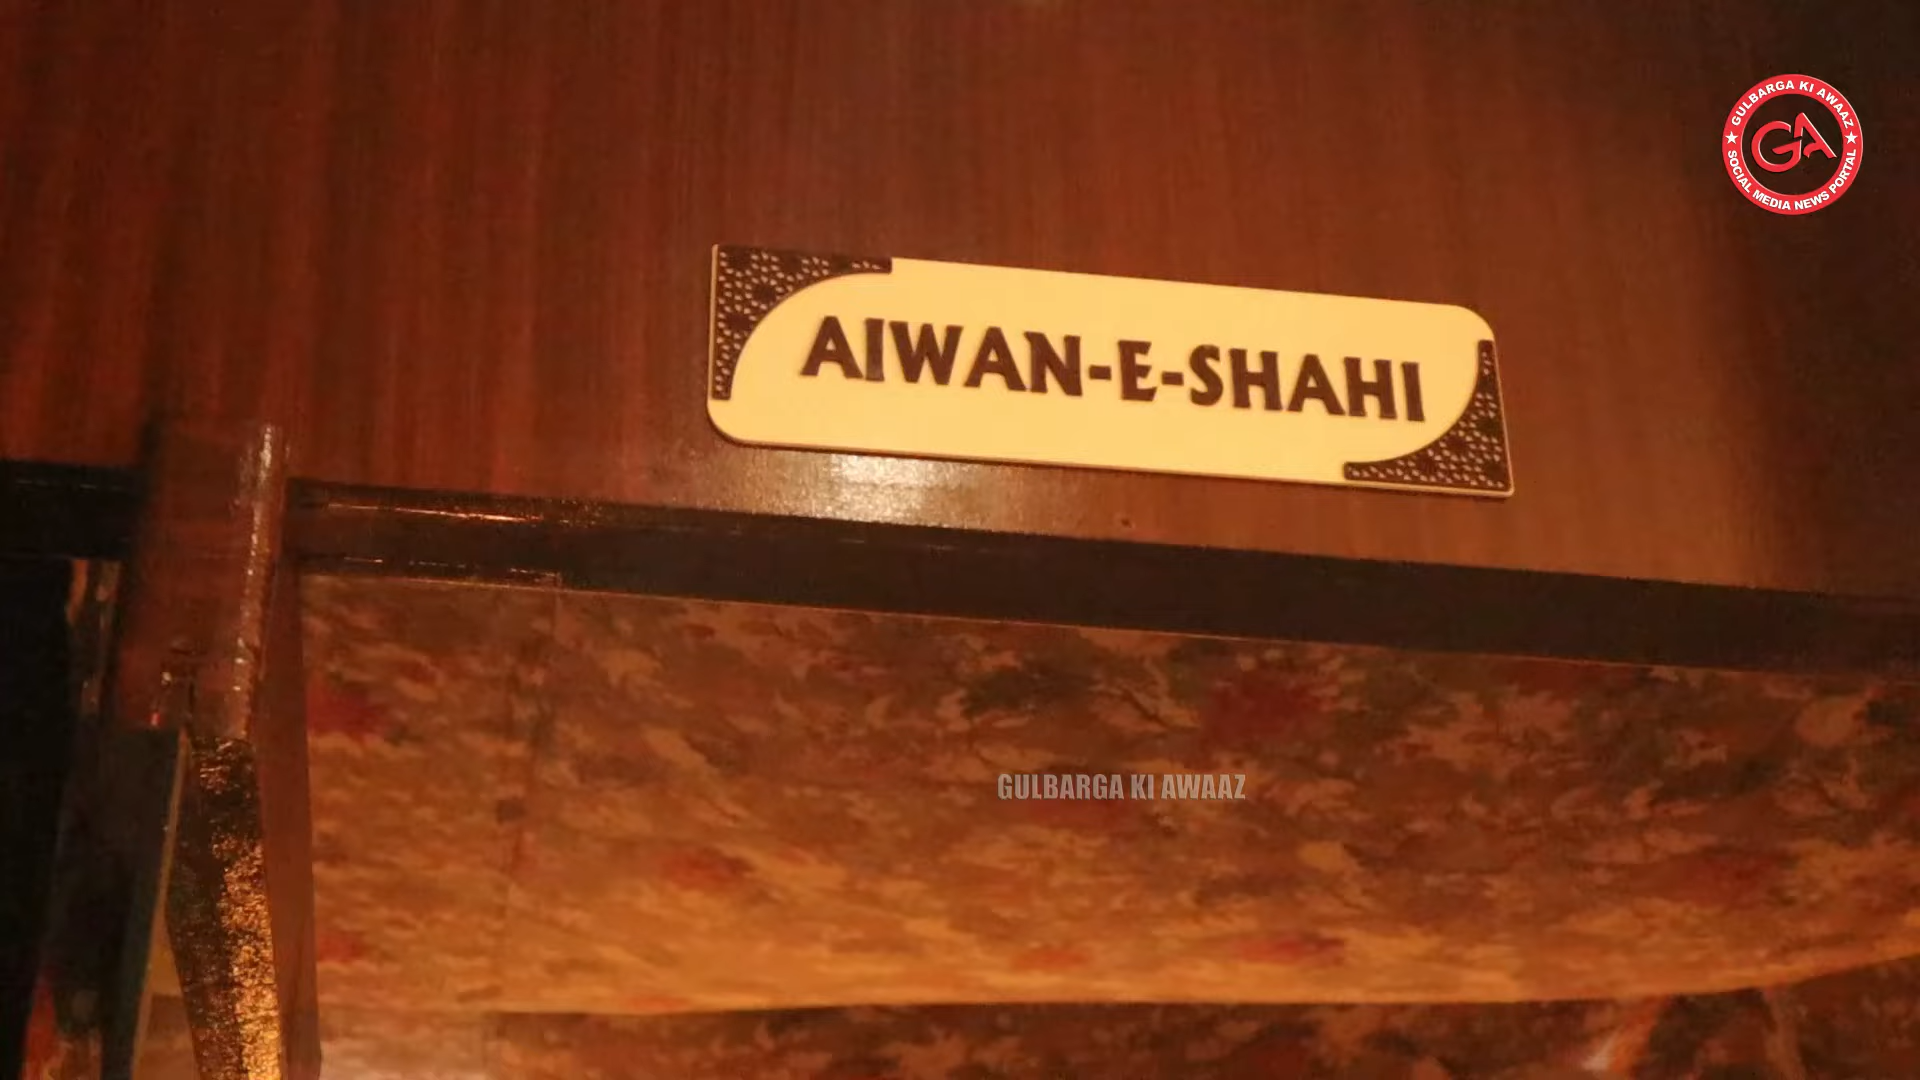 GULBARGA KI AWAAZ
GA
SOCIAL MEDIA NEWS PORTAL
AIWAN-E-SHAHI
GULBARGA KI AWAAZ